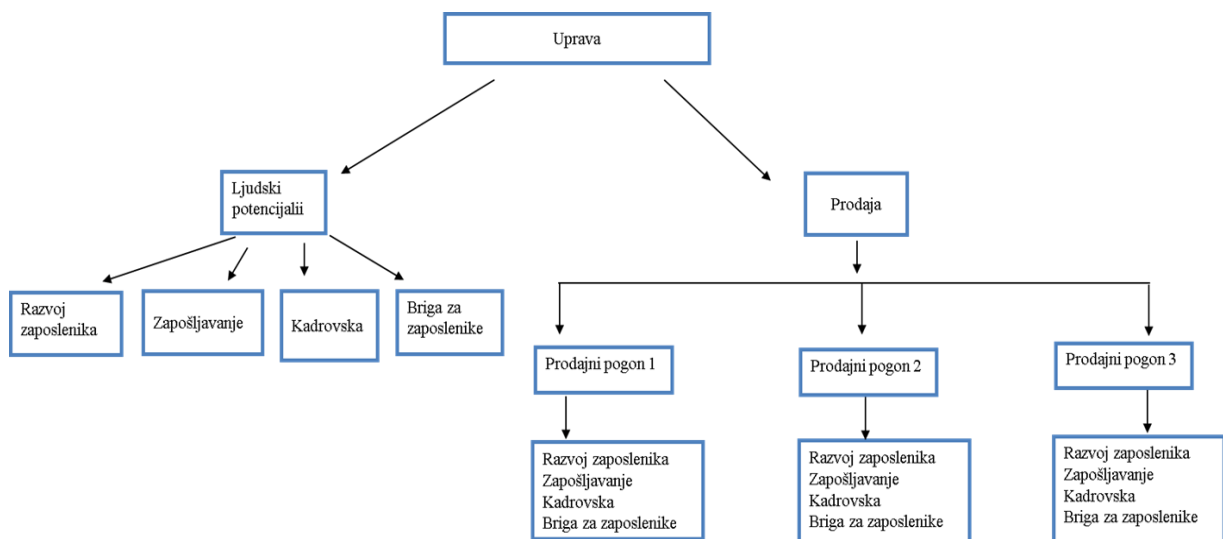 Uprava
Ljudski
potencijalii
Prodaja
Razvoj
zaposlenika
Zapošljavanje
Kadrovska
Briga za
zaposlenike
Prodajni pogon 1
Prodajni pogon 2
Prodajni pogon 3
Razvoj zaposlenika
Zapošljavanje
Kadrovska
Briga za zaposlenike
Razvoj zaposlenika
Zapošljavanje
Kadrovska
Briga za zaposlenike
Razvoj zaposlenika
Zapošljavanje
Kadrovska
Briga za zaposlenike